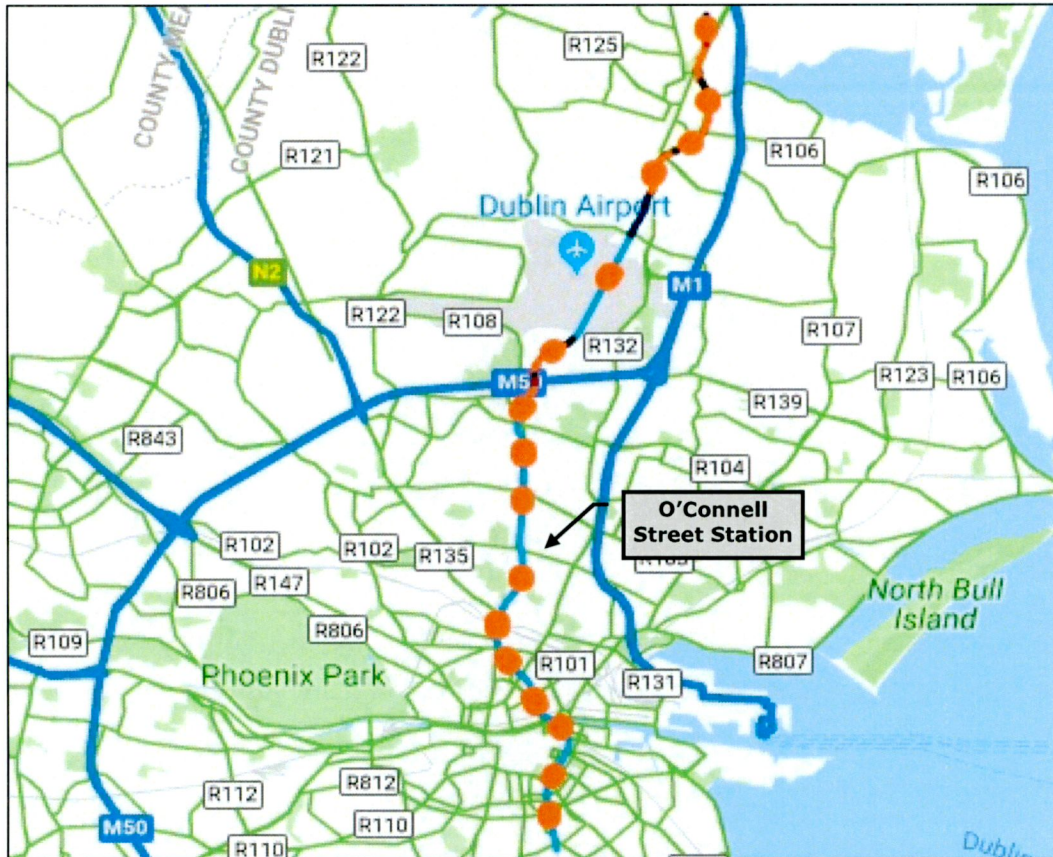 COUNTY MEA
COUNTY DUBLIN
R122
R125
R121
R106
R106
Dublin Airport
N2
M1
R122
R108
R132
R107
M5
R123
R106
R139
R843
R104
O'Connell
Street Station
R102
R102
R135
R806
R147
North Bull
Island
R806
R109
R101
R807
Phoenix Park
R131
R812
R112
R110
M50
R110
Dublin